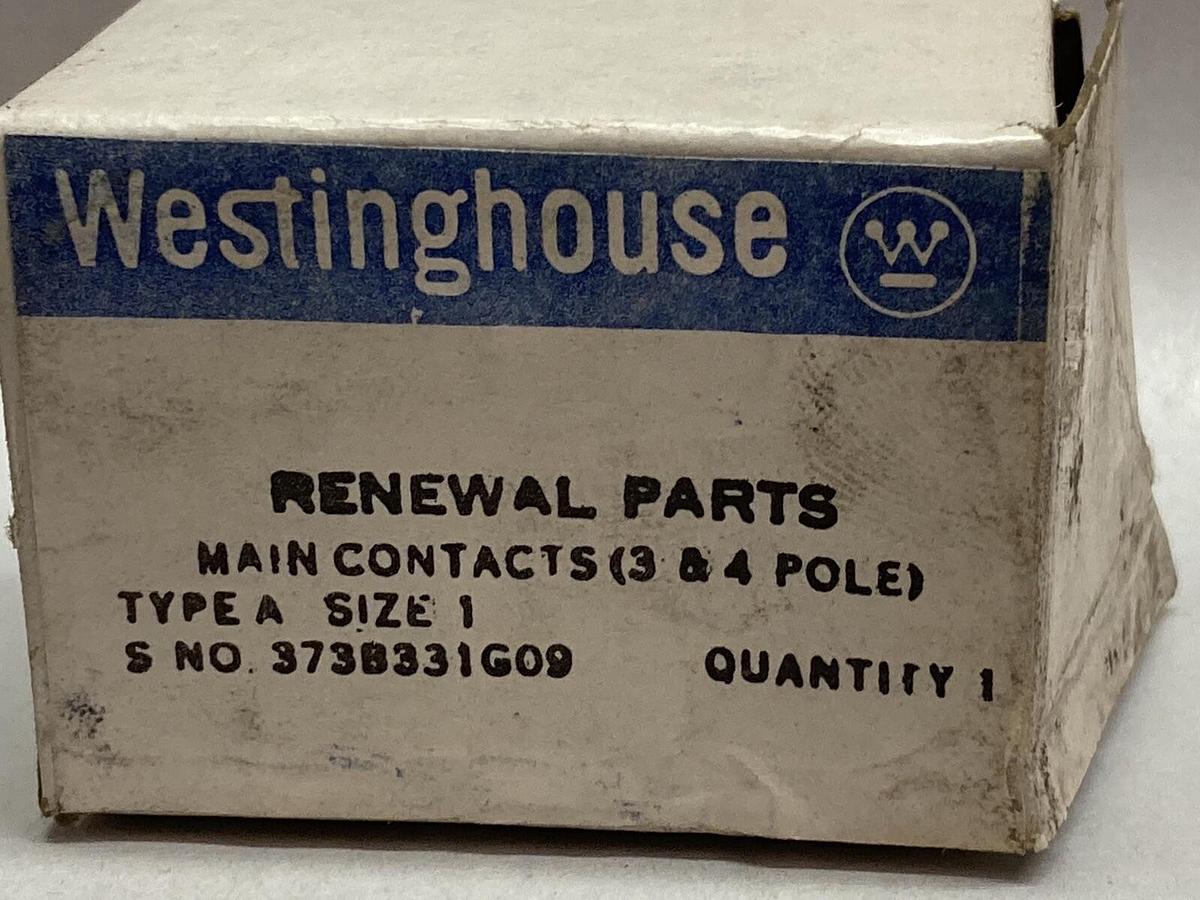 Westinghouse W
RENEWAL PARTS
MAIN CONTACTS (3 & 4 POLE)
TYPE A SIZE 1
S NO. 373B331G09 QUANTITY 1